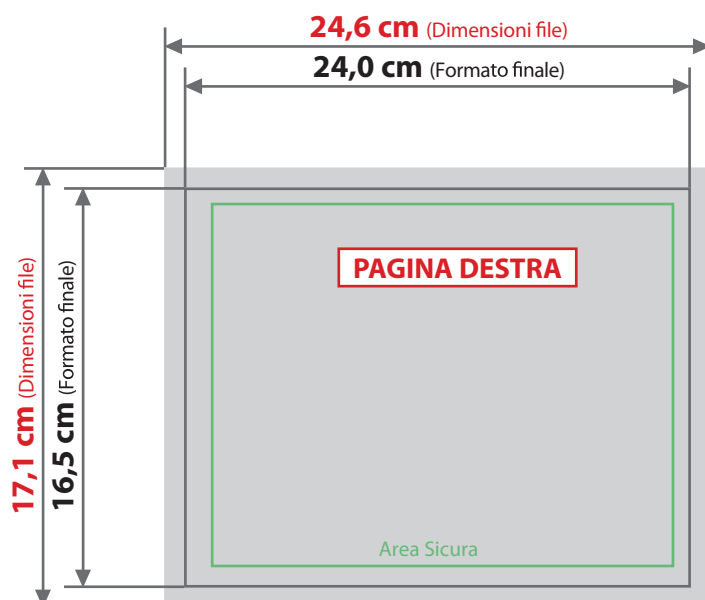 24,6 cm (Dimensioni file)
24,0 cm (Formato finale)
17,1 cm (Dimensioni file)
16,5 cm (Formato finale)
PAGINA DESTRA
Area Sicura